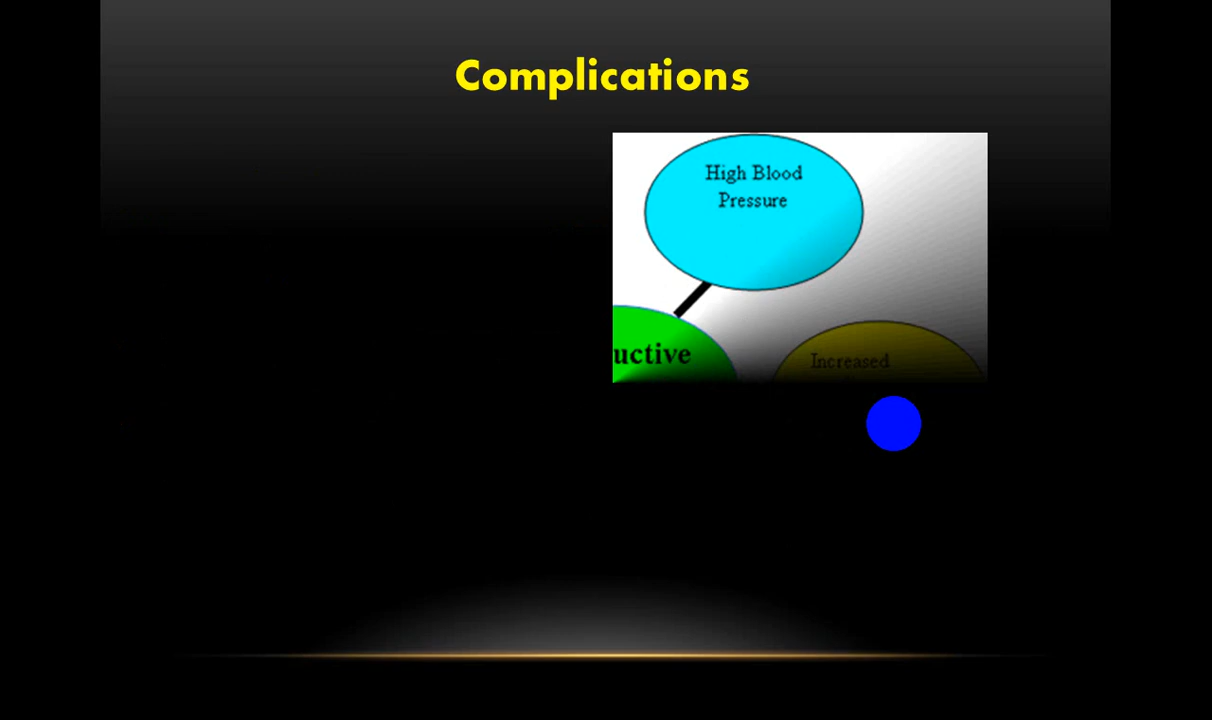 Complications
High Blood
Pressure
uctive
Increased